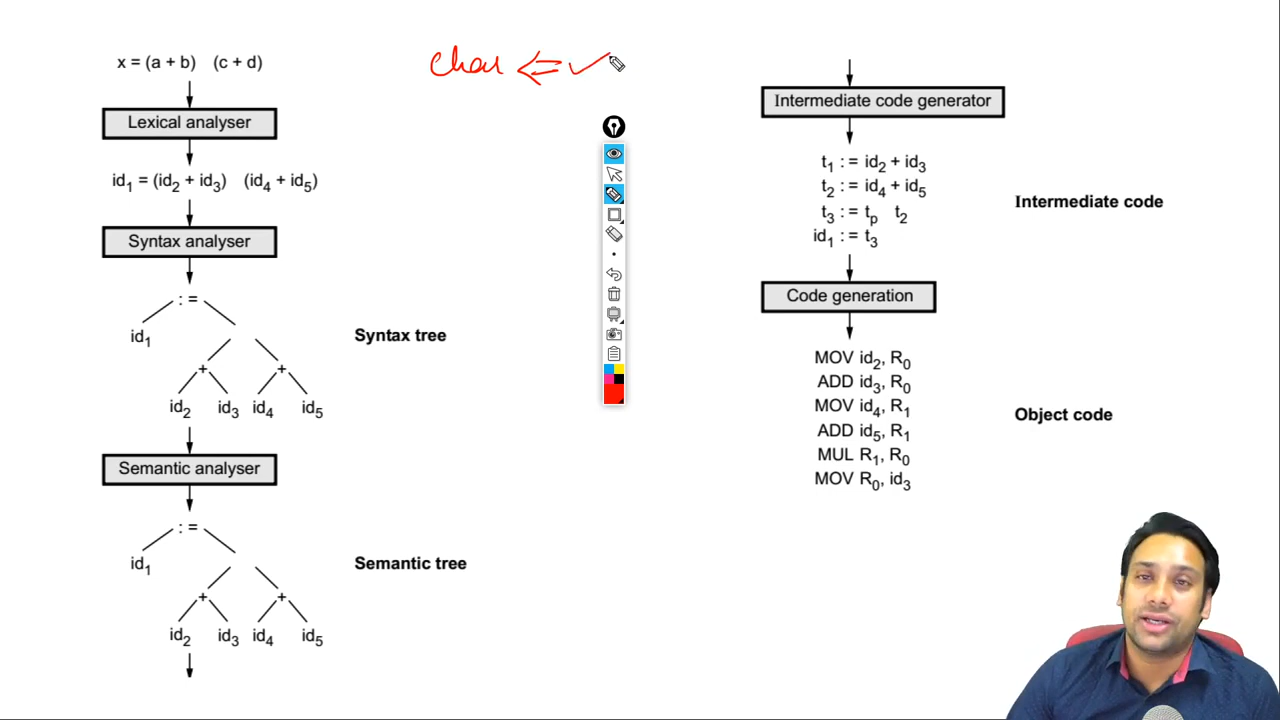 x = (a + b) (c + d)
char
Lexical analyser
id1 = (id2 + id3) (id4 + id5)
Syntax analyser
: =
id1
+ +
id2 id3 id4 id5
Syntax tree
Semantic analyser
: =
id1
+ +
id2 id3 id4 id5
Semantic tree
Intermediate code generator
t1 : = id2 + id3
t2 : = id4 + id5
t3 : = tp t2
id1 : = t3
Intermediate code
Code generation
MOV id2, R0
ADD id3, R0
MOV id4, R1
ADD id5, R1
MUL R1, R0
MOV R0, id3
Object code